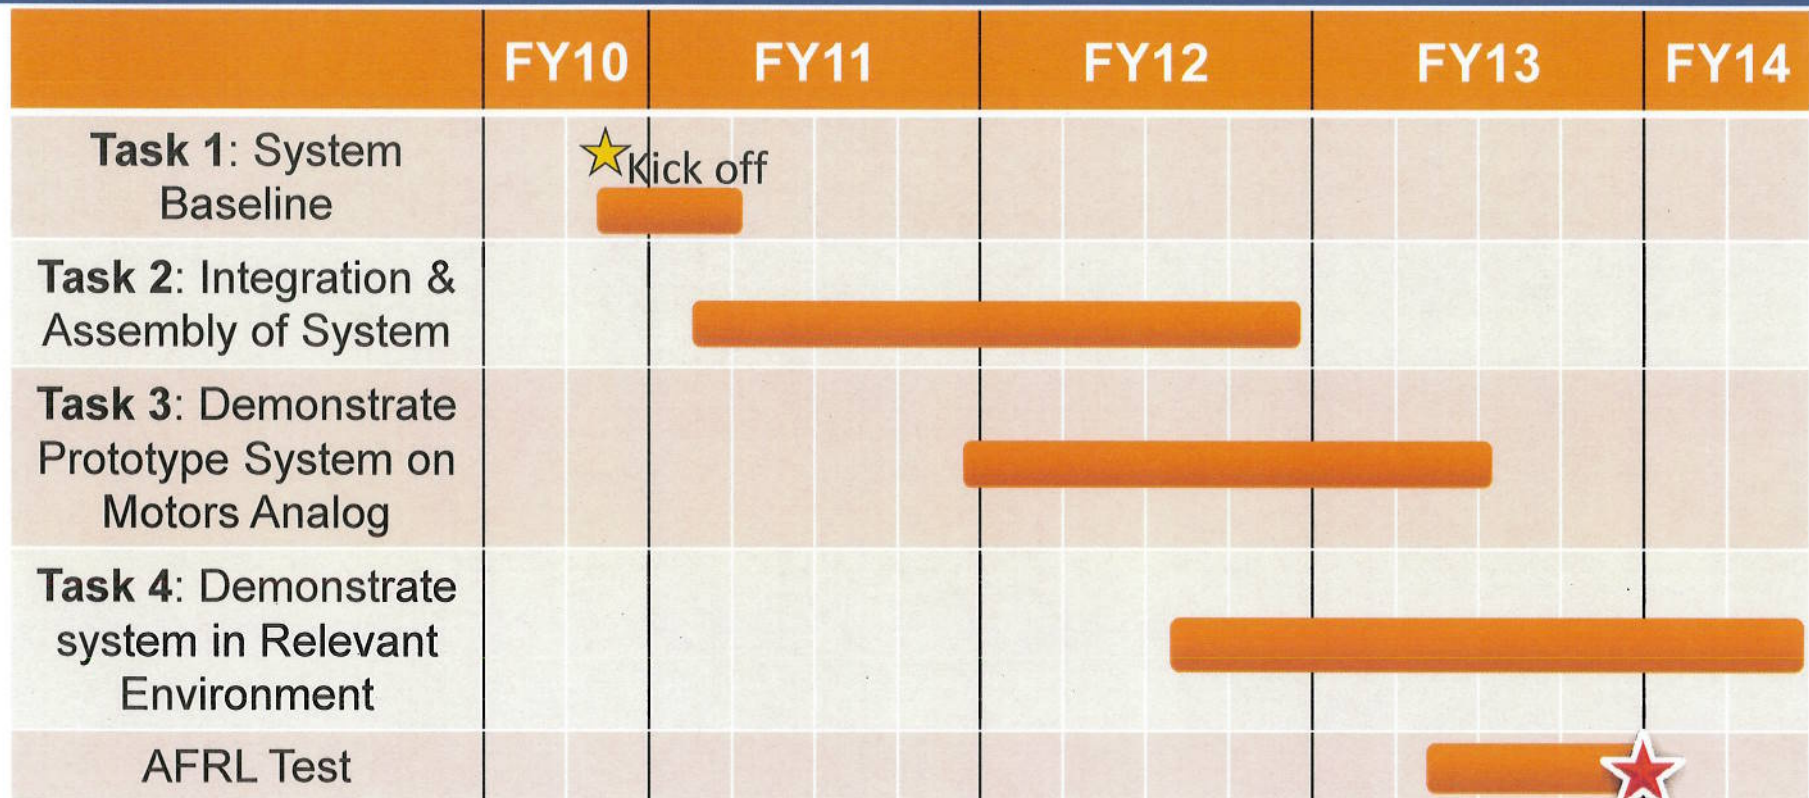 FY10 FY11 FY12 FY13 FY14
Task 1: System
Baseline
Kick off
Task 2: Integration &
Assembly of System
Task 3: Demonstrate
Prototype System on
Motors Analog
Task 4: Demonstrate
system in Relevant
Environment
AFRL Test